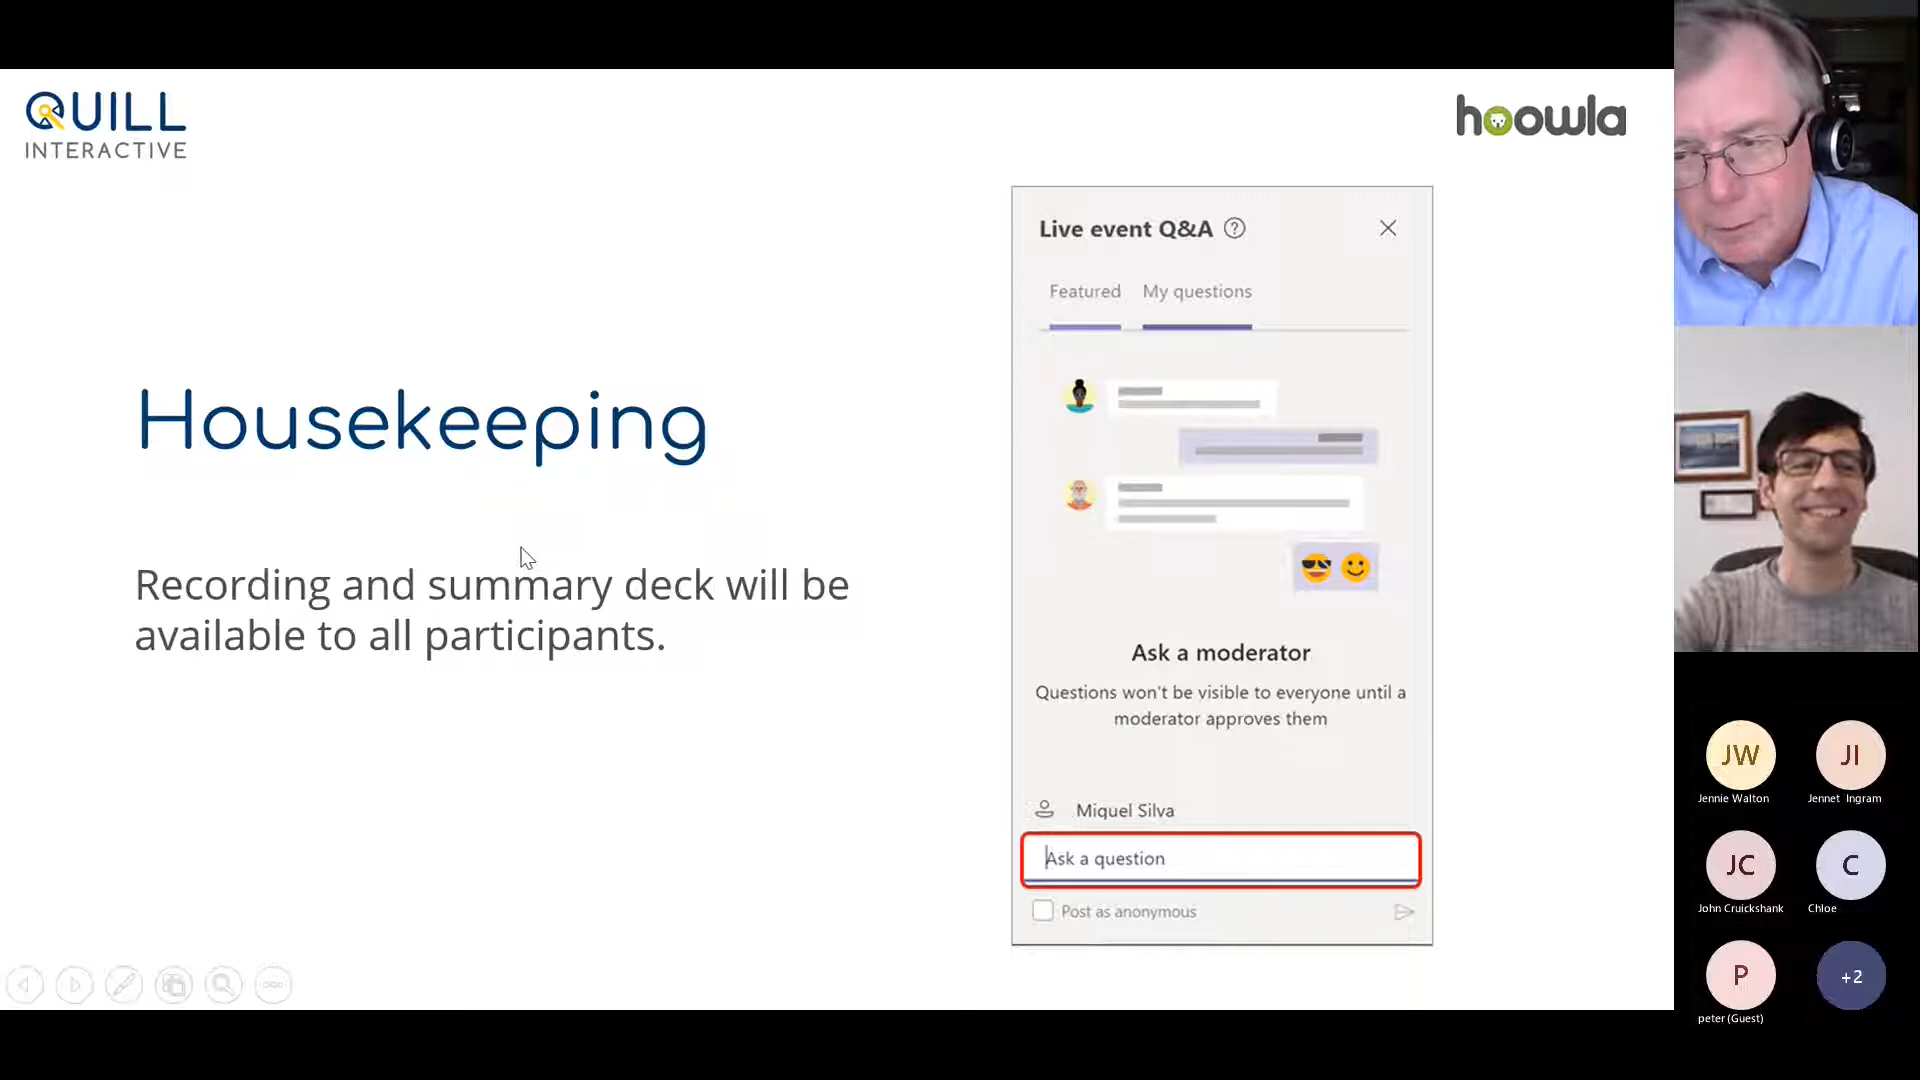 QUILL
INTERACTIVE
hoowla
Housekeeping
Recording and summary deck will be
available to all participants.
Live event Q&A
Featured My questions
Ask a moderator
Questions won't be visible to everyone until a
moderator approves them
Miquel Silva
Ask a question
Post as anonymous
JW
Jennie Walton
JI
Jennet Ingram
JC
John Cruickshank
C
Chloe
P
peter (Guest)
+2